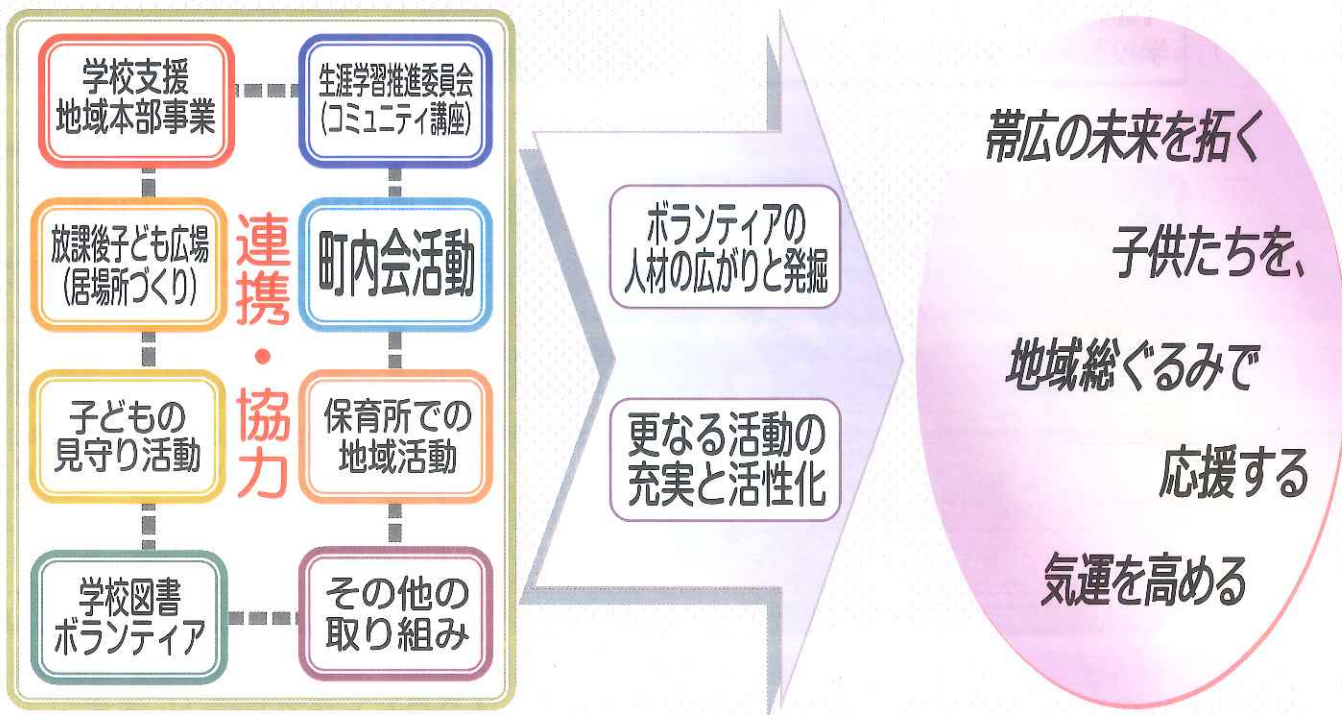 学校支援
地域本部事業
生涯学習推進委員会
(コミュニティ講座)
放課後子ども広場
(居場所づくり)
連携・協力
町内会活動
子どもの
見守り活動
保育所での
地域活動
学校図書
ボランティア
その他の
取り組み
ボランティアの
人材の広がりと発掘
更なる活動の
充実と活性化
帯広の未来を拓く
子供たちを、
地域総ぐるみで
応援する
気運を高める